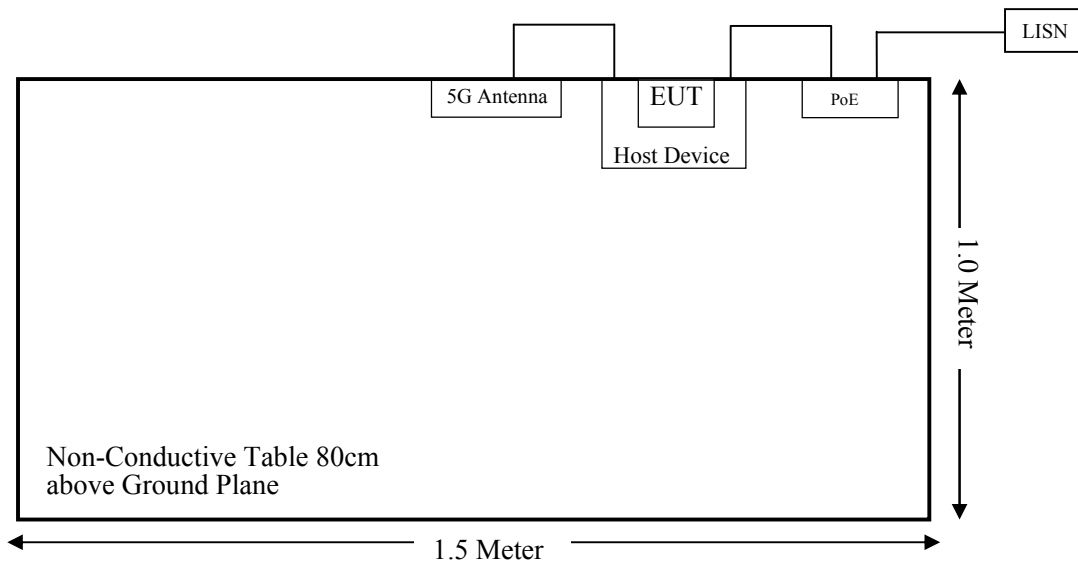 LISN
5G Antenna
EUT
PoE
Host Device
1.0 Meter
Non-Conductive Table 80cm
above Ground Plane
1.5 Meter